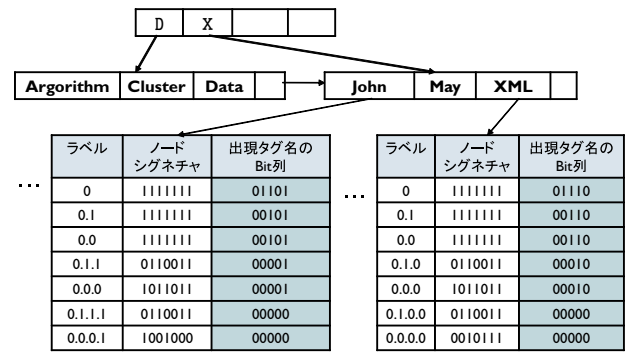 D X
Argorithm Cluster Data John May XML
ラベル ノードシグネチャ 出現タグ名のBit列
0 1111111 01101
0.1 1111111 00101
0.0 1111111 00101
0.1.1 0110011 00001
0.0.0 1011011 00001
0.1.1.1 0110011 00000
0.0.0.1 1001000 00000
…
ラベル ノードシグネチャ 出現タグ名のBit列
0 1111111 01110
0.1 1111111 00110
0.0 1111111 00110
0.1.0 0110011 00010
0.0.0 1011011 00010
0.1.0.0 0110011 00000
0.0.0.0 0010111 00000
…